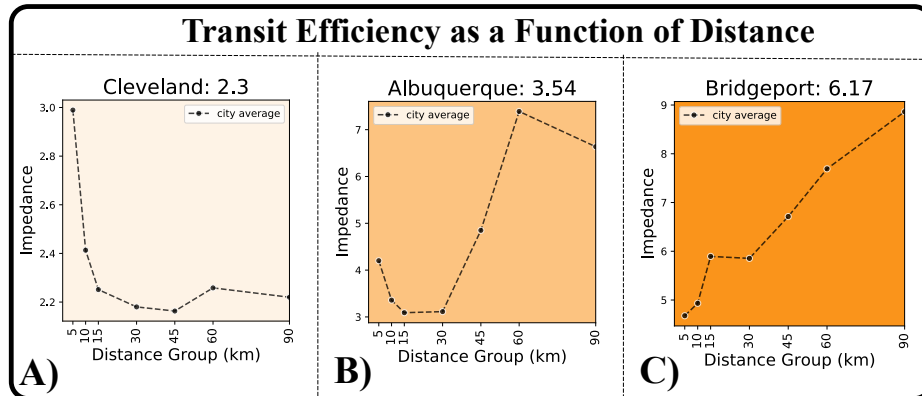 Transit Efficiency as a Function of Distance
Cleveland: 2.3
city average
3.0
2.8
2.6
2.4
2.2
Impedance
5
10
15
30
45
60
90
Distance Group (km)
A)
Albuquerque: 3.54
city average
7
6
5
4
3
Impedance
5
10
15
30
45
60
90
Distance Group (km)
B)
Bridgeport: 6.17
city average
9
8
7
6
5
Impedance
5
10
15
30
45
60
90
Distance Group (km)
C)